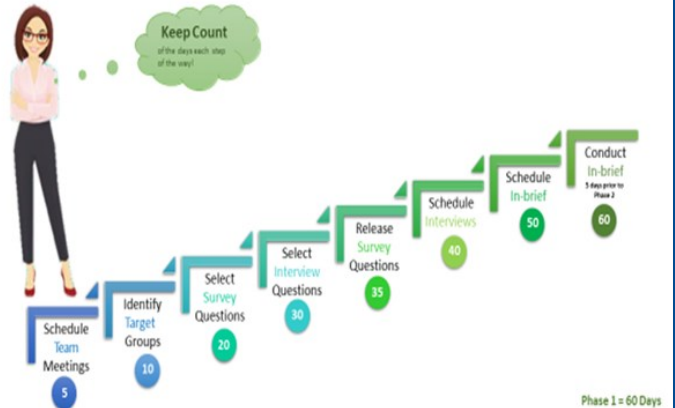 Keep Count
of the days each step
of the way!
Schedule
Team
Meetings
5
Identify
Target
Groups
10
Select
Survey
Questions
20
Select
Interview
Questions
30
Release
Survey
Questions
35
Schedule
Interviews
40
Schedule
In-brief
50
Conduct
In-brief
5 days prior to
Phase 2
60
Phase 1 = 60 Days